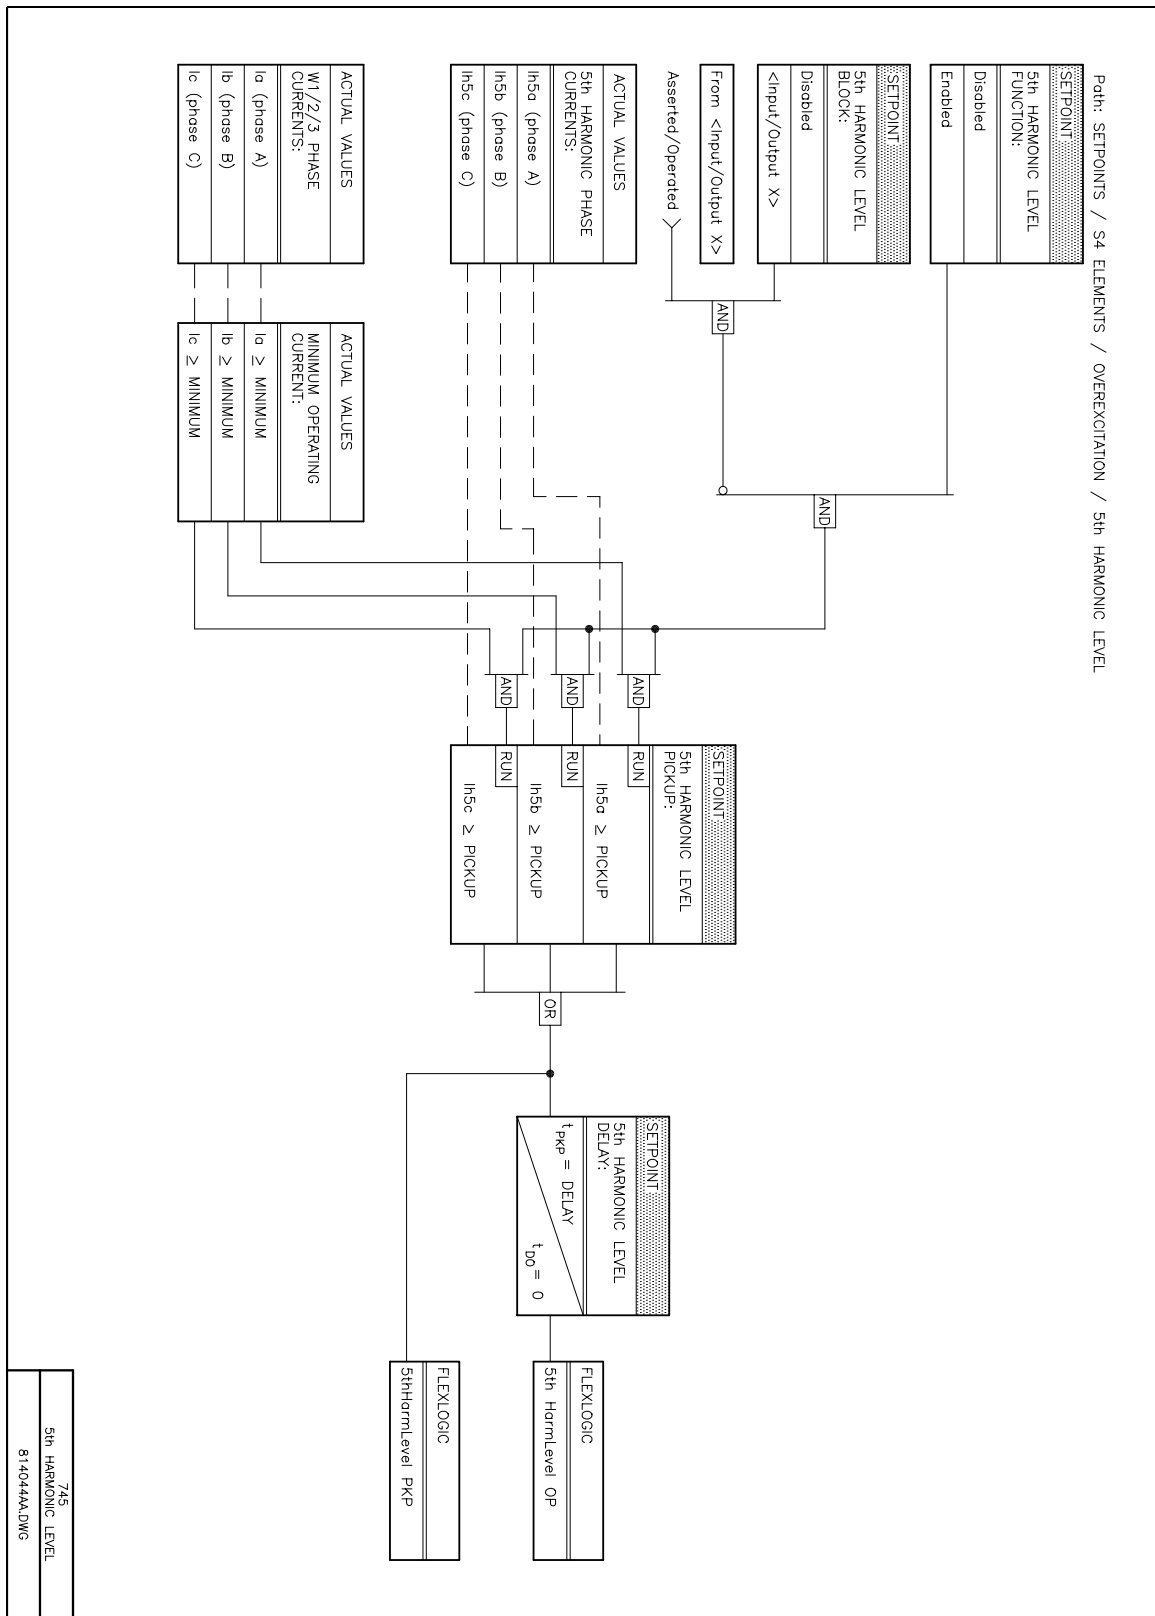 Path: SETPOINTS / S4 ELEMENTS / OVEREXCITATION / 5th HARMONIC LEVEL
SETPOINT
5th HARMONIC LEVEL
FUNCTION:
Disabled
Enabled
SETPOINT
5th HARMONIC LEVEL
BLOCK:
Disabled
<Input/Output X>
From <Input/Output X>
Asserted/Operated
AND
AND
ACTUAL VALUES
5th HARMONIC PHASE
CURRENTS:
Ih5a (phase A)
Ih5b (phase B)
Ih5c (phase C)
ACTUAL VALUES
W1/2/3 PHASE
CURRENTS:
Ia (phase A)
Ib (phase B)
Ic (phase C)
ACTUAL VALUES
MINIMUM OPERATING
CURRENT:
Ia ≥ MINIMUM
Ib ≥ MINIMUM
Ic ≥ MINIMUM
AND
AND
AND
SETPOINT
5th HARMONIC LEVEL
PICKUP:
RUN
Ih5a ≥ PICKUP
RUN
Ih5b ≥ PICKUP
RUN
Ih5c ≥ PICKUP
OR
SETPOINT
5th HARMONIC LEVEL
DELAY:
tPKP = DELAY
tDO = 0
FLEXLOGIC
5th HarmLevel OP
FLEXLOGIC
5thHarmLevel PKP
745
5th HARMONIC LEVEL
814044AA.DWG